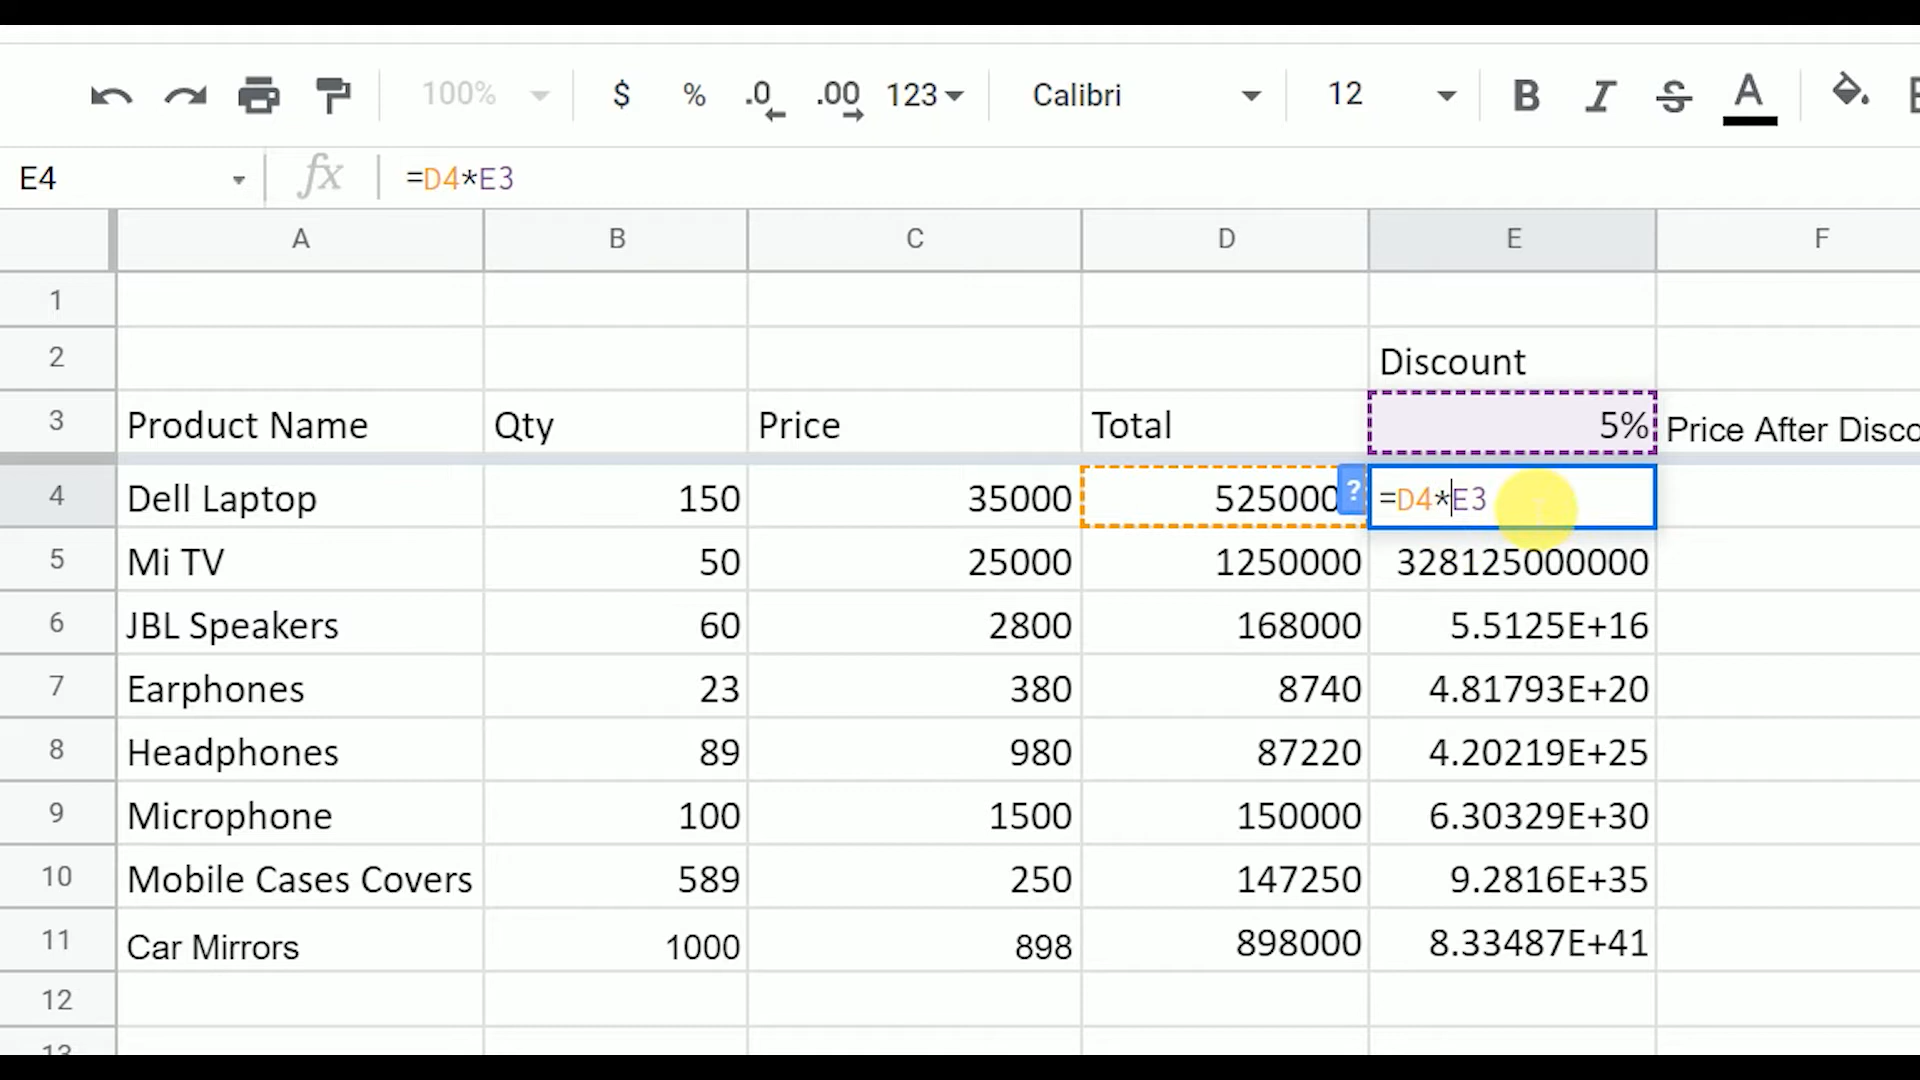 100% $ % .0 .00 123 Calibri 12 B I S A
E4 fx =D4*E3
A B C D E F
1
2 Discount
3 Product Name Qty Price Total 5% Price After Disco
4 Dell Laptop 150 35000 525000 ? =D4*E3
5 Mi TV 50 25000 1250000 328125000000
6 JBL Speakers 60 2800 168000 5.5125E+16
7 Earphones 23 380 8740 4.81793E+20
8 Headphones 89 980 87220 4.20219E+25
9 Microphone 100 1500 150000 6.30329E+30
10 Mobile Cases Covers 589 250 147250 9.2816E+35
11 Car Mirrors 1000 898 898000 8.33487E+41
12
13